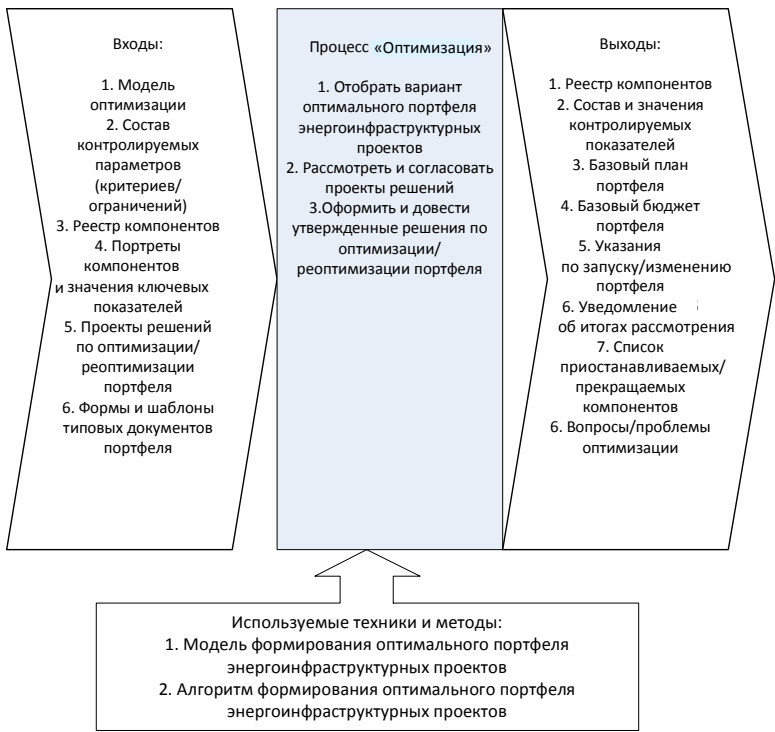 Входы:
1. Модель
оптимизации
2. Состав
контролируемых
параметров
(критериев/
ограничений)
3. Реестр компонентов
4. Портреты
компонентов
и значения ключевых
показателей
5. Проекты решений
по оптимизации/
реоптимизации
портфеля
6. Формы и шаблоны
типовых документов
портфеля
Процесс «Оптимизация»
1. Отобрать вариант
оптимального портфеля
энергоинфраструктурных
проектов
2. Рассмотреть и согласовать
проекты решений
3.Оформить и довести
утвержденные решения по
оптимизации/
реоптимизации портфеля
Выходы:
1. Реестр компонентов
2. Состав и значения
контролируемых
показателей
3. Базовый план
портфеля
4. Базовый бюджет
портфеля
5. Указания
по запуску/изменению
портфеля
6. Уведомление
об итогах рассмотрения
7. Список
приостанавливаемых/
прекращаемых
компонентов
6. Вопросы/проблемы
оптимизации
Используемые техники и методы:
1. Модель формирования оптимального портфеля
энергоинфраструктурных проектов
2. Алгоритм формирования оптимального портфеля
энергоинфраструктурных проектов